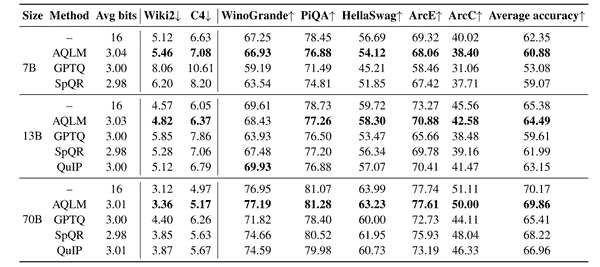 Size Method Avg bits Wiki2↓ C4↓ WinoGrande↑ PiQA↑ HellaSwag↑ ArcE↑ ArcC↑ Average accuracy↑
– 16 5.12 6.63 67.25 78.45 56.69 69.32 40.02 62.35
7B AQLM 3.04 5.46 7.08 66.93 76.88 54.12 68.06 38.40 60.88
GPTQ 3.00 8.06 10.61 59.19 71.49 45.21 58.46 31.06 53.08
SpQR 2.98 6.20 8.20 63.54 74.81 51.85 67.42 37.71 59.07
– 16 4.57 6.05 69.61 78.73 59.72 73.27 45.56 65.38
AQLM 3.03 4.82 6.37 68.43 77.26 58.30 70.88 42.58 64.49
13B GPTQ 3.00 5.85 7.86 63.93 76.50 53.47 65.66 38.48 59.61
SpQR 2.98 5.28 7.06 67.48 77.20 56.34 69.78 39.16 61.99
QuIP 3.00 5.12 6.79 69.93 76.88 57.07 70.41 41.47 63.15
– 16 3.12 4.97 76.95 81.07 63.99 77.74 51.11 70.17
AQLM 3.01 3.36 5.17 77.19 81.28 63.23 77.61 50.00 69.86
70B GPTQ 3.00 4.40 6.26 71.82 78.40 60.00 72.73 44.11 65.41
SpQR 2.98 3.85 5.63 74.66 80.52 61.95 75.93 48.04 68.22
QuIP 3.01 3.87 5.67 74.59 79.98 60.73 73.19 46.33 66.96